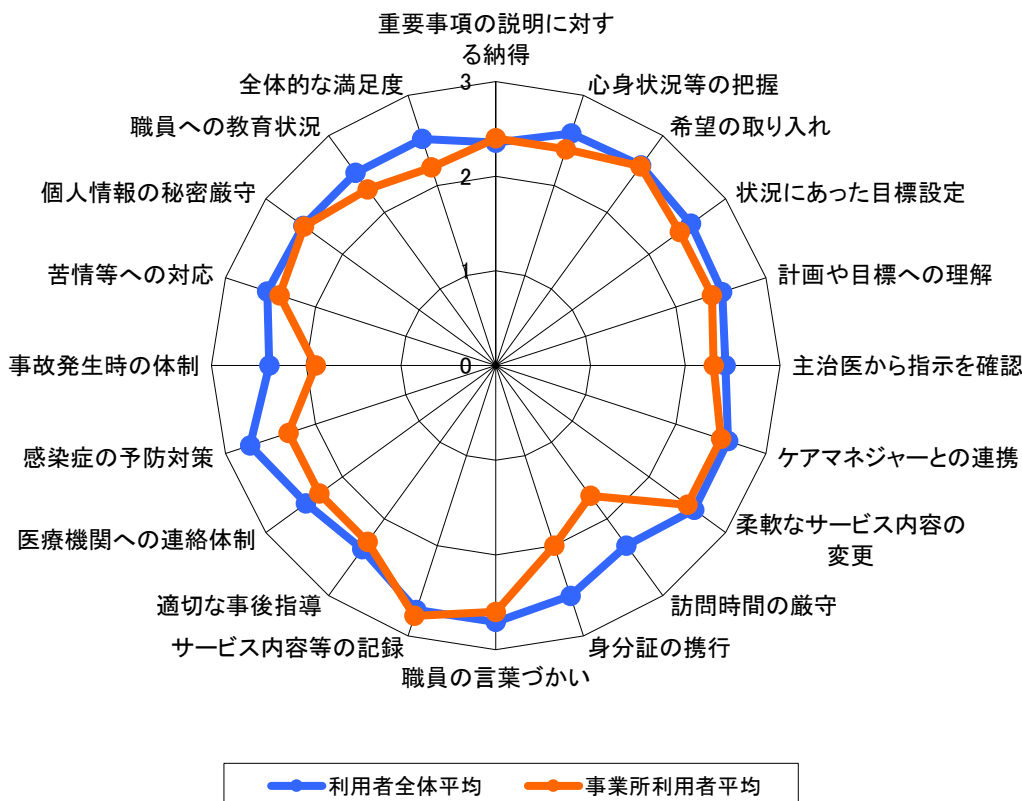 重要事項の説明に対す
る納得
心身状況等の把握
希望の取り入れ
状況にあった目標設定
計画や目標への理解
主治医から指示を確認
ケアマネジャーとの連携
柔軟なサービス内容の
変更
訪問時間の厳守
身分証の携行
職員の言葉づかい
サービス内容等の記録
適切な事後指導
医療機関への連絡体制
感染症の予防対策
事故発生時の体制
苦情等への対応
個人情報の秘密厳守
職員への教育状況
全体的な満足度
3
2
1
0
利用者全体平均
事業所利用者平均